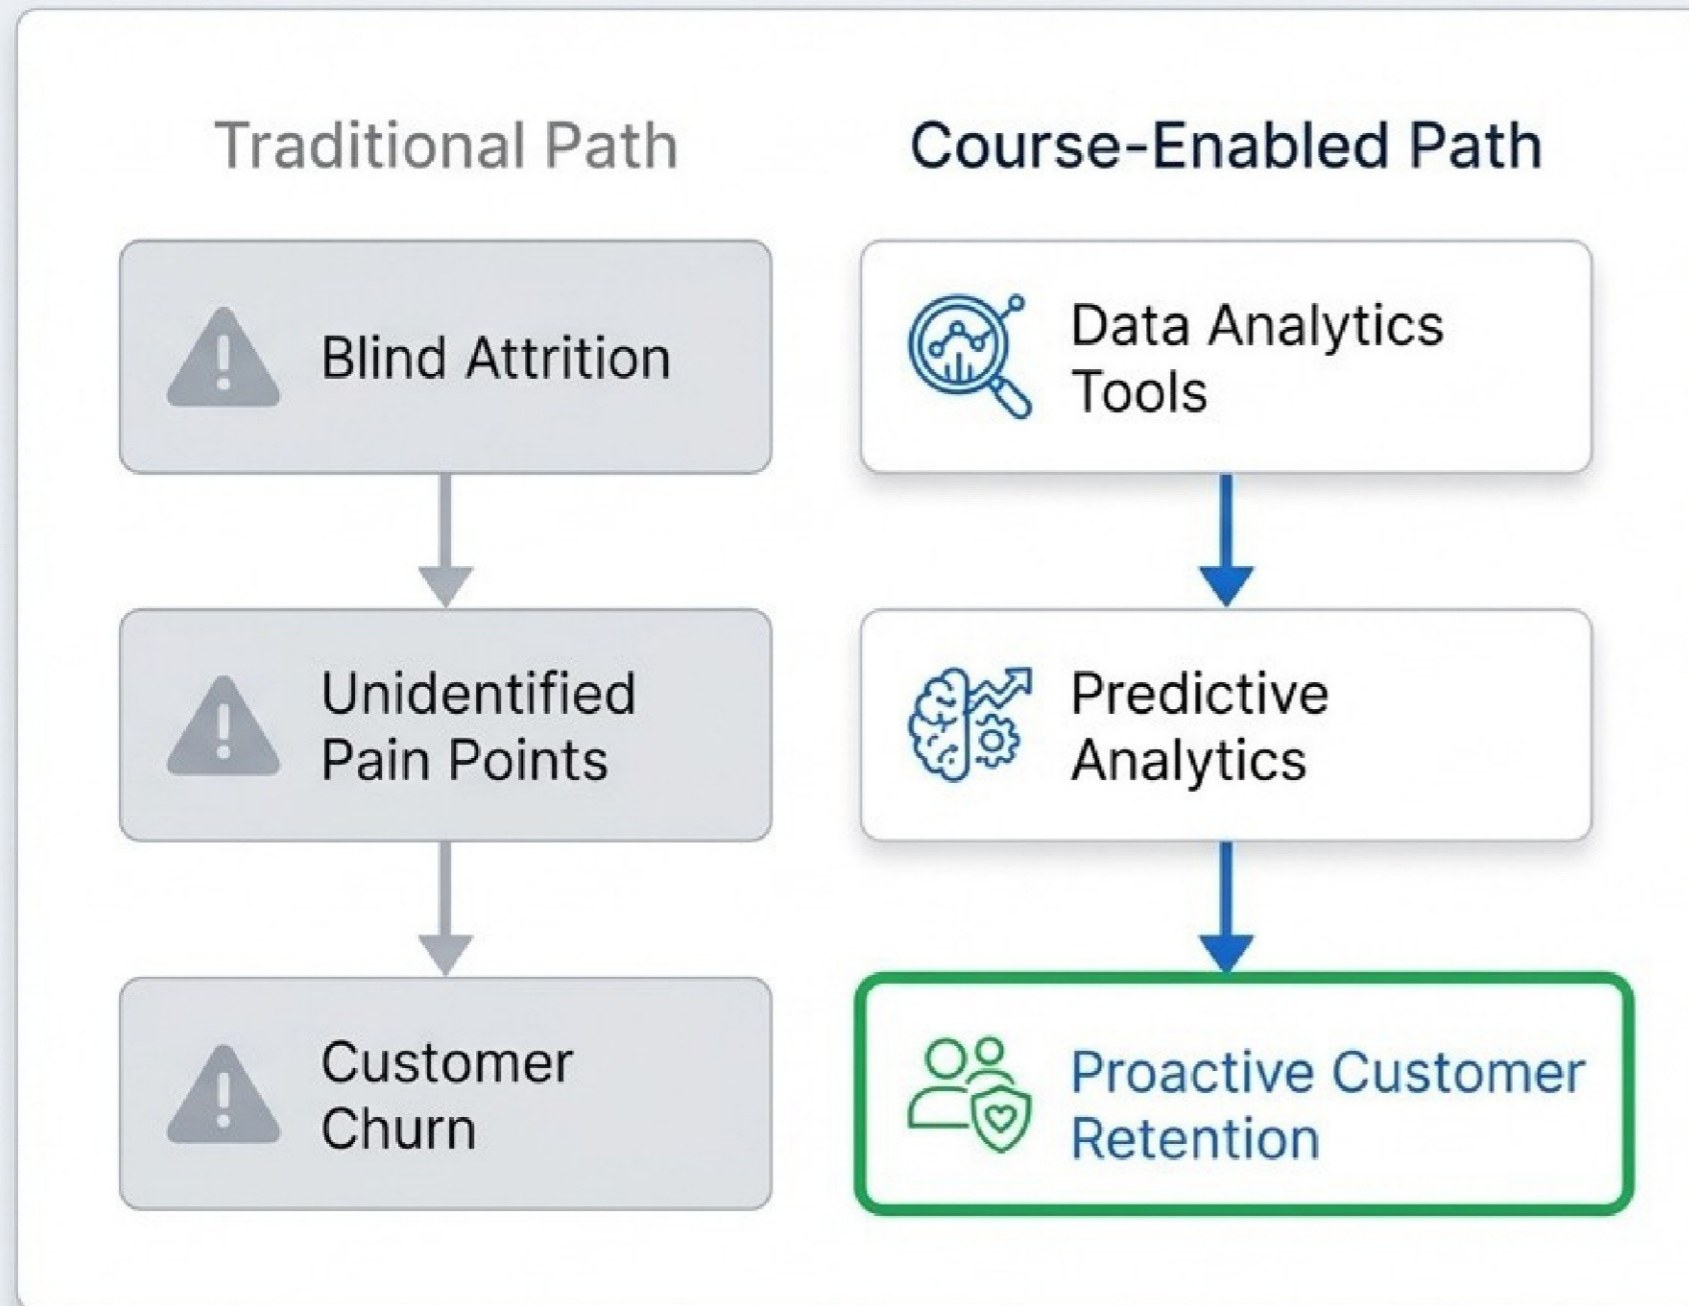 Traditional Path
Blind Attrition
Unidentified
Pain Points
Customer
Churn
Course-Enabled Path
Data Analytics
Tools
Predictive
Analytics
Proactive Customer
Retention